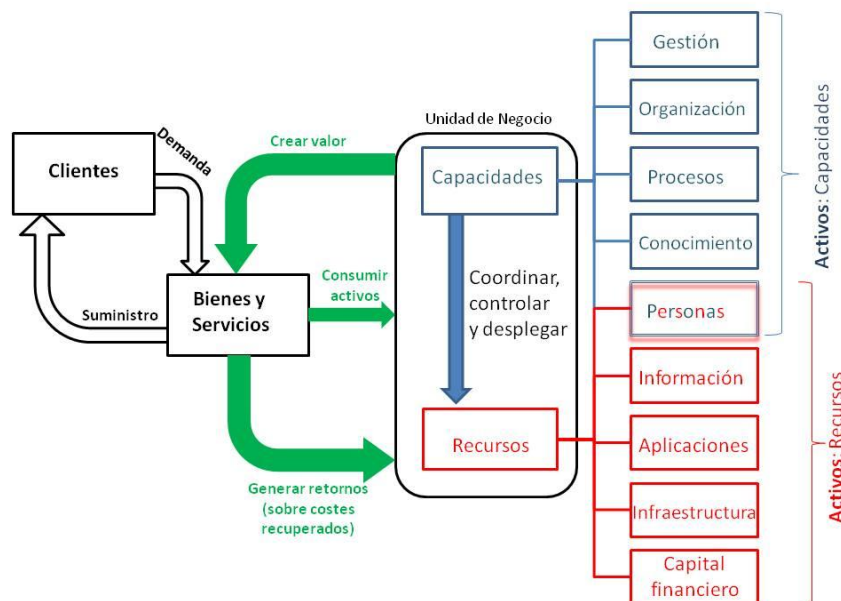 Clientes
Demanda
Suministro
Bienes y
Servicios
Crear valor
Consumir
activos
Generar retornos
(sobre costes
recuperados)
Unidad de Negocio
Capacidades
Coordinar,
controlar
y desplegar
Recursos
Gestión
Organización
Procesos
Conocimiento
Personas
Información
Aplicaciones
Infraestructura
Capital
financiero
Activos: Capacidades
Activos: Recursos